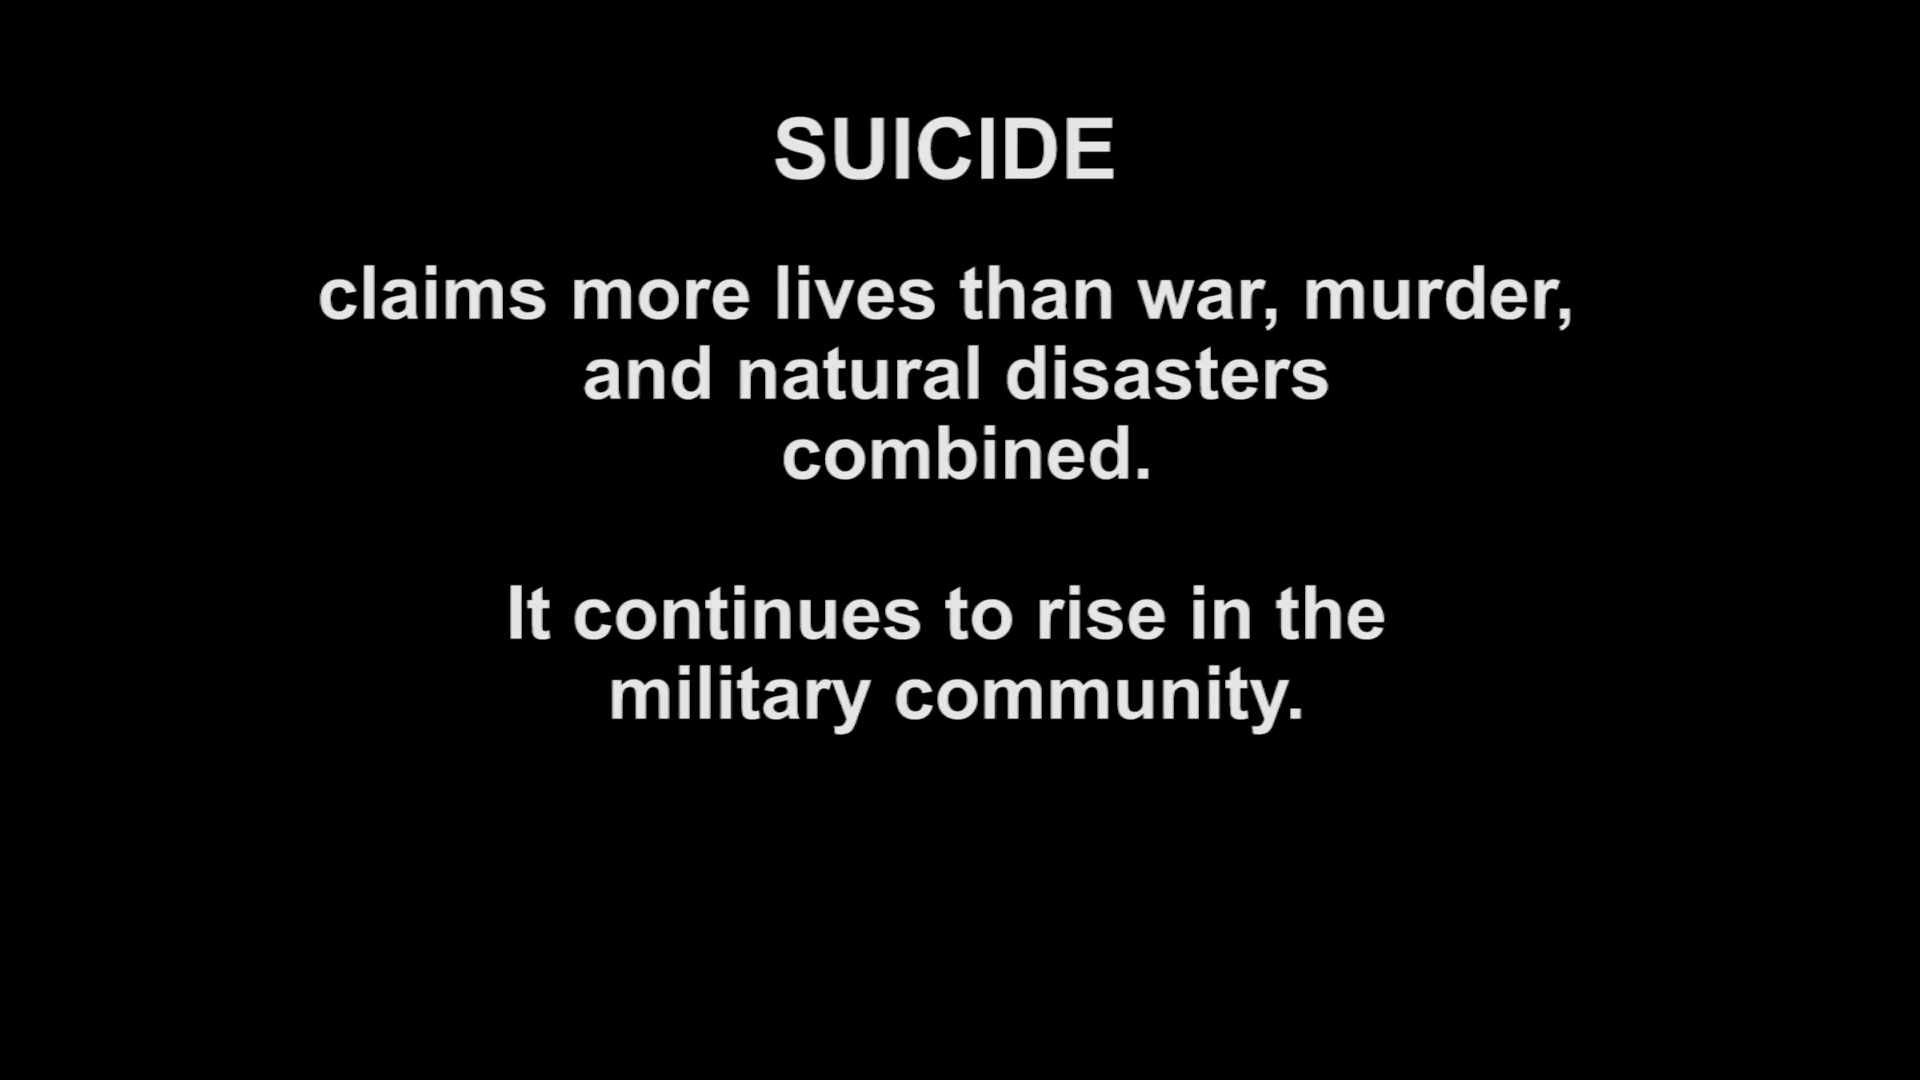 SUICIDE
claims more lives than war, murder,
and natural disasters
combined.
It continues to rise in the
military community.